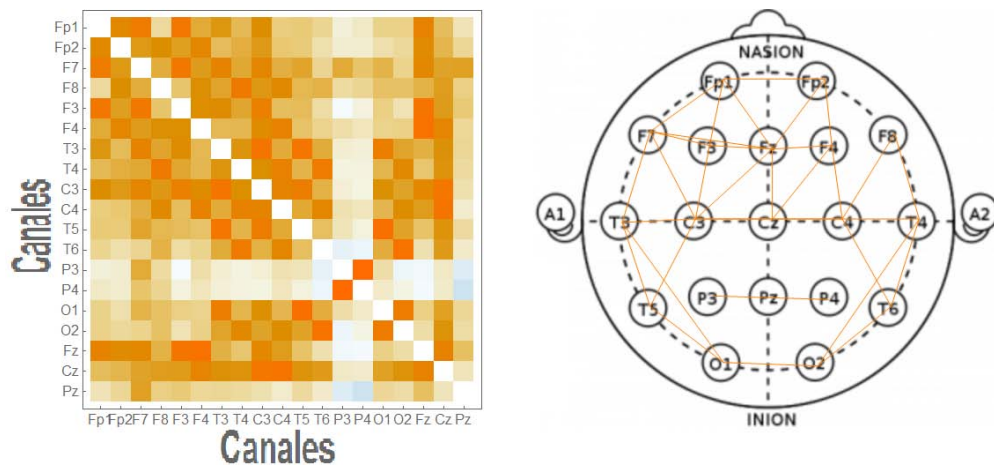 Canales
Fp1
Fp2
F7
F8
F3
F4
T3
T4
C3
C4
T5
T6
P3
P4
O1
O2
Fz
Cz
Pz
Fp1 Fp2 F7 F8 F3 F4 T3 T4 C3 C4 T5 T6 P3 P4 O1 O2 Fz Cz Pz
Canales
NASION
Fp1 Fp2
F7 F3 Fz F4 F8
A1 T3 C3 Cz C4 T4 A2
P3 Pz P4
T5 T6
O1 O2
INION